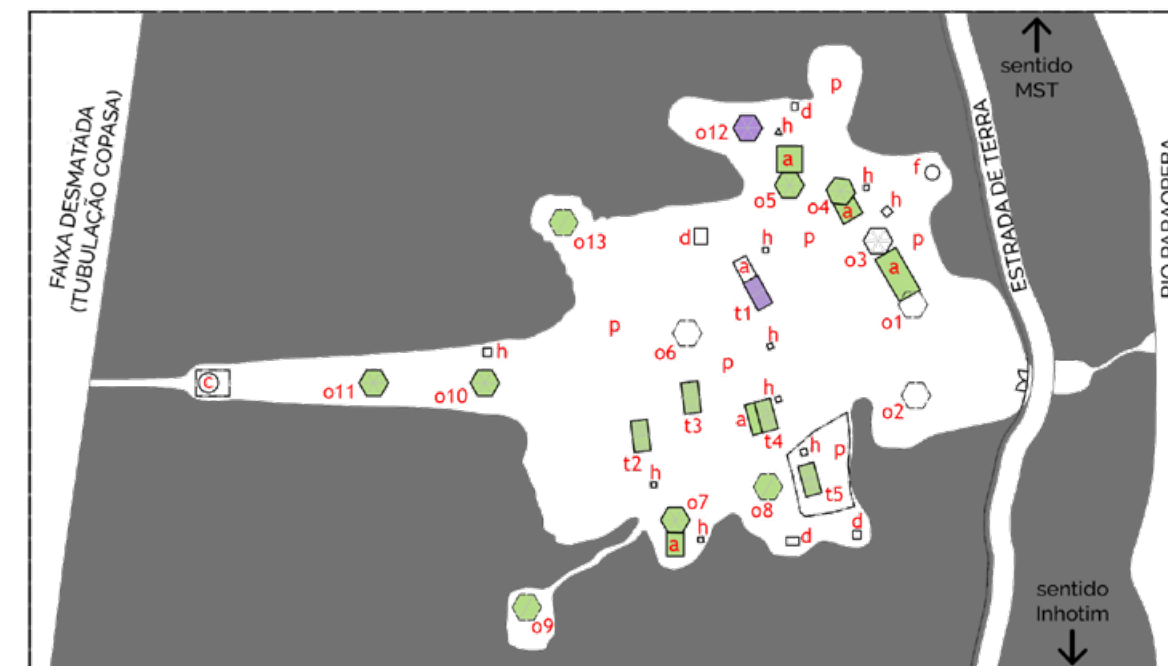 sentido
MST
FAIXA DESMATADA
(TUBULAÇÃO COPASA)
ESTRADA DE TERRA
RIO PARAOPEBA
p
d
o12
h
a
f
o5
h
o4
a
h
o13
d
h
p
o3
p
a
a
t1
o1
p
o6
h
h
p
c
o11
o10
t3
h
o2
a
t4
t2
h
p
h
t5
o7
o8
a
h
d
d
o9
sentido
Inhotim